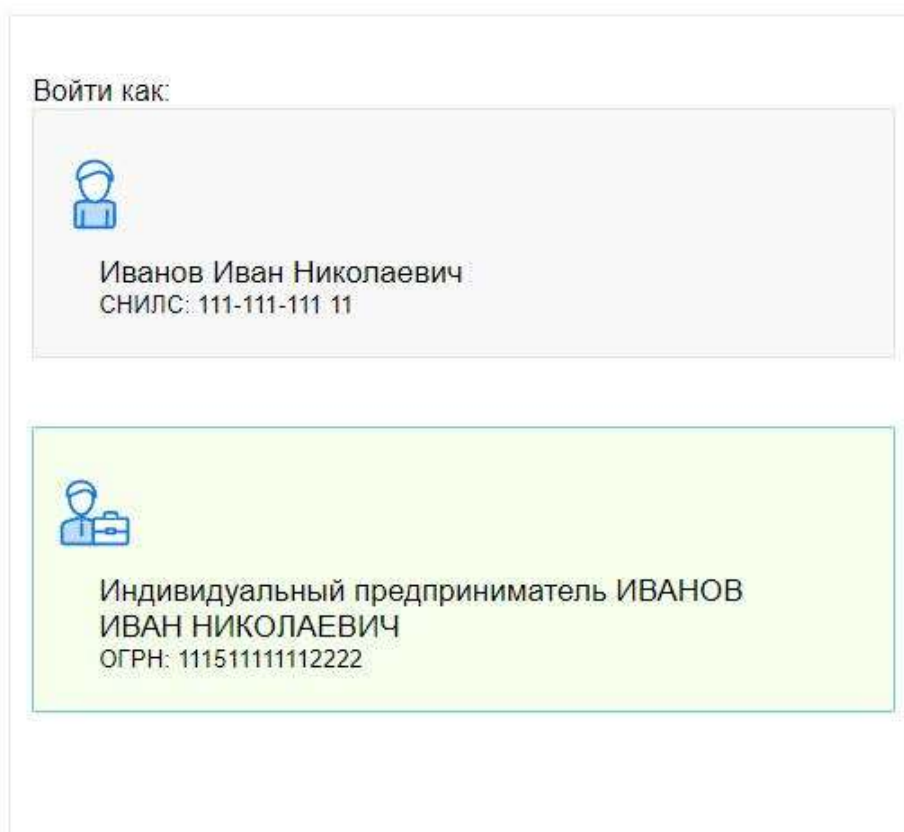 Войти как:
Иванов Иван Николаевич
СНИЛС: 111-111-111 11
Индивидуальный предприниматель ИВАНОВ
ИВАН НИКОЛАЕВИЧ
ОГРН: 111511111112222